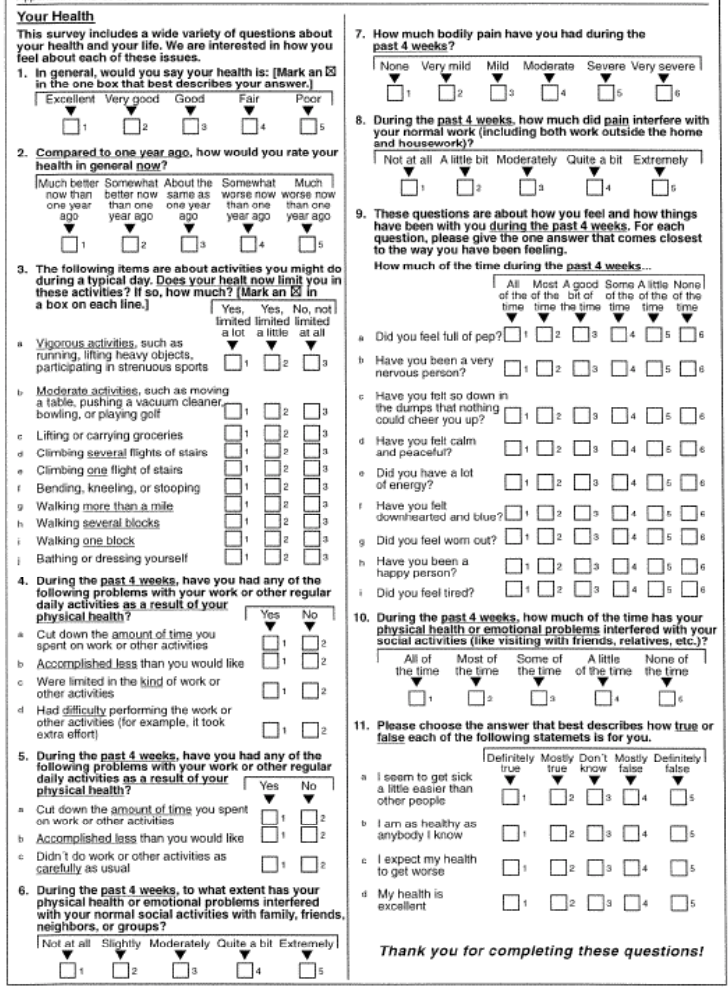 Your Health
This survey includes a wide variety of questions about
your health and your life. We are interested in how you
feel about each of these issues.
1. In general, would you say your health is: [Mark an ☒
in the one box that best describes your answer.]
Excellent Very good Good Fair Poor
1 2 3 4 5
2. Compared to one year ago, how would you rate your
health in general now?
Much better Somewhat About the Somewhat Much
now than better now same as worse now worse now
one year than one one year than one than one
ago year ago ago year ago year ago
1 2 3 4 5
3. The following items are about activities you might do
during a typical day. Does your healt now limit you in
these activities? If so, how much? [Mark an ☒ in
a box on each line.]
Yes, Yes, No, not
limited limited limited
a lot a little at all
a Vigorous activities, such as
running, lifting heavy objects,
participating in strenuous sports 1 2 3
b Moderate activities, such as moving
a table, pushing a vacuum cleaner,
bowling, or playing golf 1 2 3
c Lifting or carrying groceries 1 2 3
d Climbing several flights of stairs 1 2 3
e Climbing one flight of stairs 1 2 3
f Bending, kneeling, or stooping 1 2 3
g Walking more than a mile 1 2 3
h Walking several blocks 1 2 3
i Walking one block 1 2 3
j Bathing or dressing yourself 1 2 3
4. During the past 4 weeks, have you had any of the
following problems with your work or other regular
daily activities as a result of your
physical health? Yes No
a Cut down the amount of time you
spent on work or other activities 1 2
b Accomplished less than you would like 1 2
c Were limited in the kind of work or
other activities 1 2
d Had difficulty performing the work or
other activities (for example, it took
extra effort) 1 2
5. During the past 4 weeks, have you had any of the
following problems with your work or other regular
daily activities as a result of your
physical health? Yes No
a Cut down the amount of time you spent
on work or other activities 1 2
b Accomplished less than you would like 1 2
c Didn't do work or other activities as
carefully as usual 1 2
6. During the past 4 weeks, to what extent has your
physical health or emotional problems interfered
with your normal social activities with family, friends,
neighbors, or groups?
Not at all Slightly Moderately Quite a bit Extremely
1 2 3 4 5
7. How much bodily pain have you had during the
past 4 weeks?
None Very mild Mild Moderate Severe Very severe
1 2 3 4 5 6
8. During the past 4 weeks, how much did pain interfere with
your normal work (including both work outside the home
and housework)?
Not at all A little bit Moderately Quite a bit Extremely
1 2 3 4 5
9. These questions are about how you feel and how things
have been with you during the past 4 weeks. For each
question, please give the one answer that comes closest
to the way you have been feeling.
How much of the time during the past 4 weeks...
All Most A good Some A little None
of the of the bit of of the of the of the
time time the time time time time
a Did you feel full of pep? 1 2 3 4 5 6
b Have you been a very
nervous person? 1 2 3 4 5 6
c Have you felt so down in
the dumps that nothing
could cheer you up? 1 2 3 4 5 6
d Have you felt calm
and peaceful? 1 2 3 4 5 6
e Did you have a lot
of energy? 1 2 3 4 5 6
f Have you felt
downhearted and blue? 1 2 3 4 5 6
g Did you feel worn out? 1 2 3 4 5 6
h Have you been a
happy person? 1 2 3 4 5 6
i Did you feel tired? 1 2 3 4 5 6
10. During the past 4 weeks, how much of the time has your
physical health or emotional problems interfered with your
social activities (like visiting with friends, relatives, etc.)?
All of Most of Some of A little None of
the time the time the time of the time the time
1 2 3 4 5
11. Please choose the answer that best describes how true or
false each of the following statemets is for you.
Definitely Mostly Don't Mostly Definitely
true true know false false
a I seem to get sick
a little easier than
other people 1 2 3 4 5
b I am as healthy as
anybody I know 1 2 3 4 5
c I expect my health
to get worse 1 2 3 4 5
d My health is
excellent 1 2 3 4 5
Thank you for completing these questions!